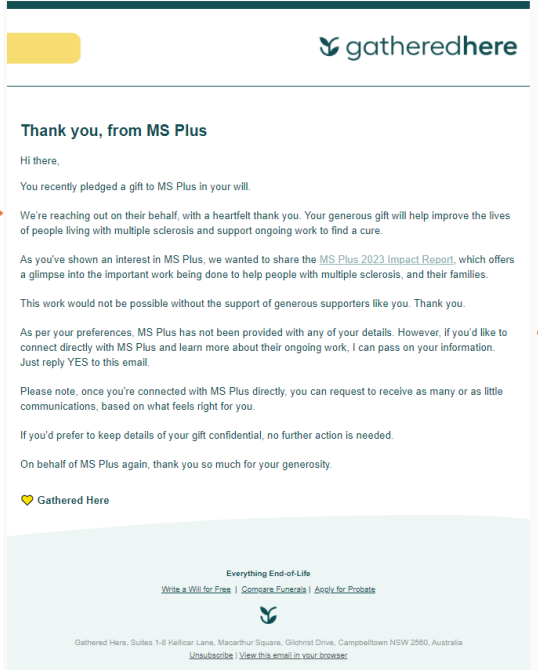 gatheredhere
Thank you, from MS Plus
Hi there,
You recently pledged a gift to MS Plus in your will.
We're reaching out on their behalf, with a heartfelt thank you. Your generous gift will help improve the lives
of people living with multiple sclerosis and support ongoing work to find a cure.
As you've shown an interest in MS Plus, we wanted to share the MS Plus 2023 Impact Report, which offers
a glimpse into the important work being done to help people with multiple sclerosis, and their families.
This work would not be possible without the support of generous supporters like you. Thank you.
As per your preferences, MS Plus has not been provided with any of your details. However, if you'd like to
connect directly with MS Plus and learn more about their ongoing work, I can pass on your information.
Just reply YES to this email.
Please note, once you're connected with MS Plus directly, you can request to receive as many or as little
communications, based on what feels right for you.
If you'd prefer to keep details of your gift confidential, no further action is needed.
On behalf of MS Plus again, thank you so much for your generosity.
Gathered Here
Everything End-of-Life
Write a Will for Free | Compare Funerals | Apply for Probate
Gathered Here, Suites 1-8 Kellicar Lane, Macarthur Square, Gilchrist Drive, Campbelltown NSW 2560, Australia
Unsubscribe | View this email in your browser